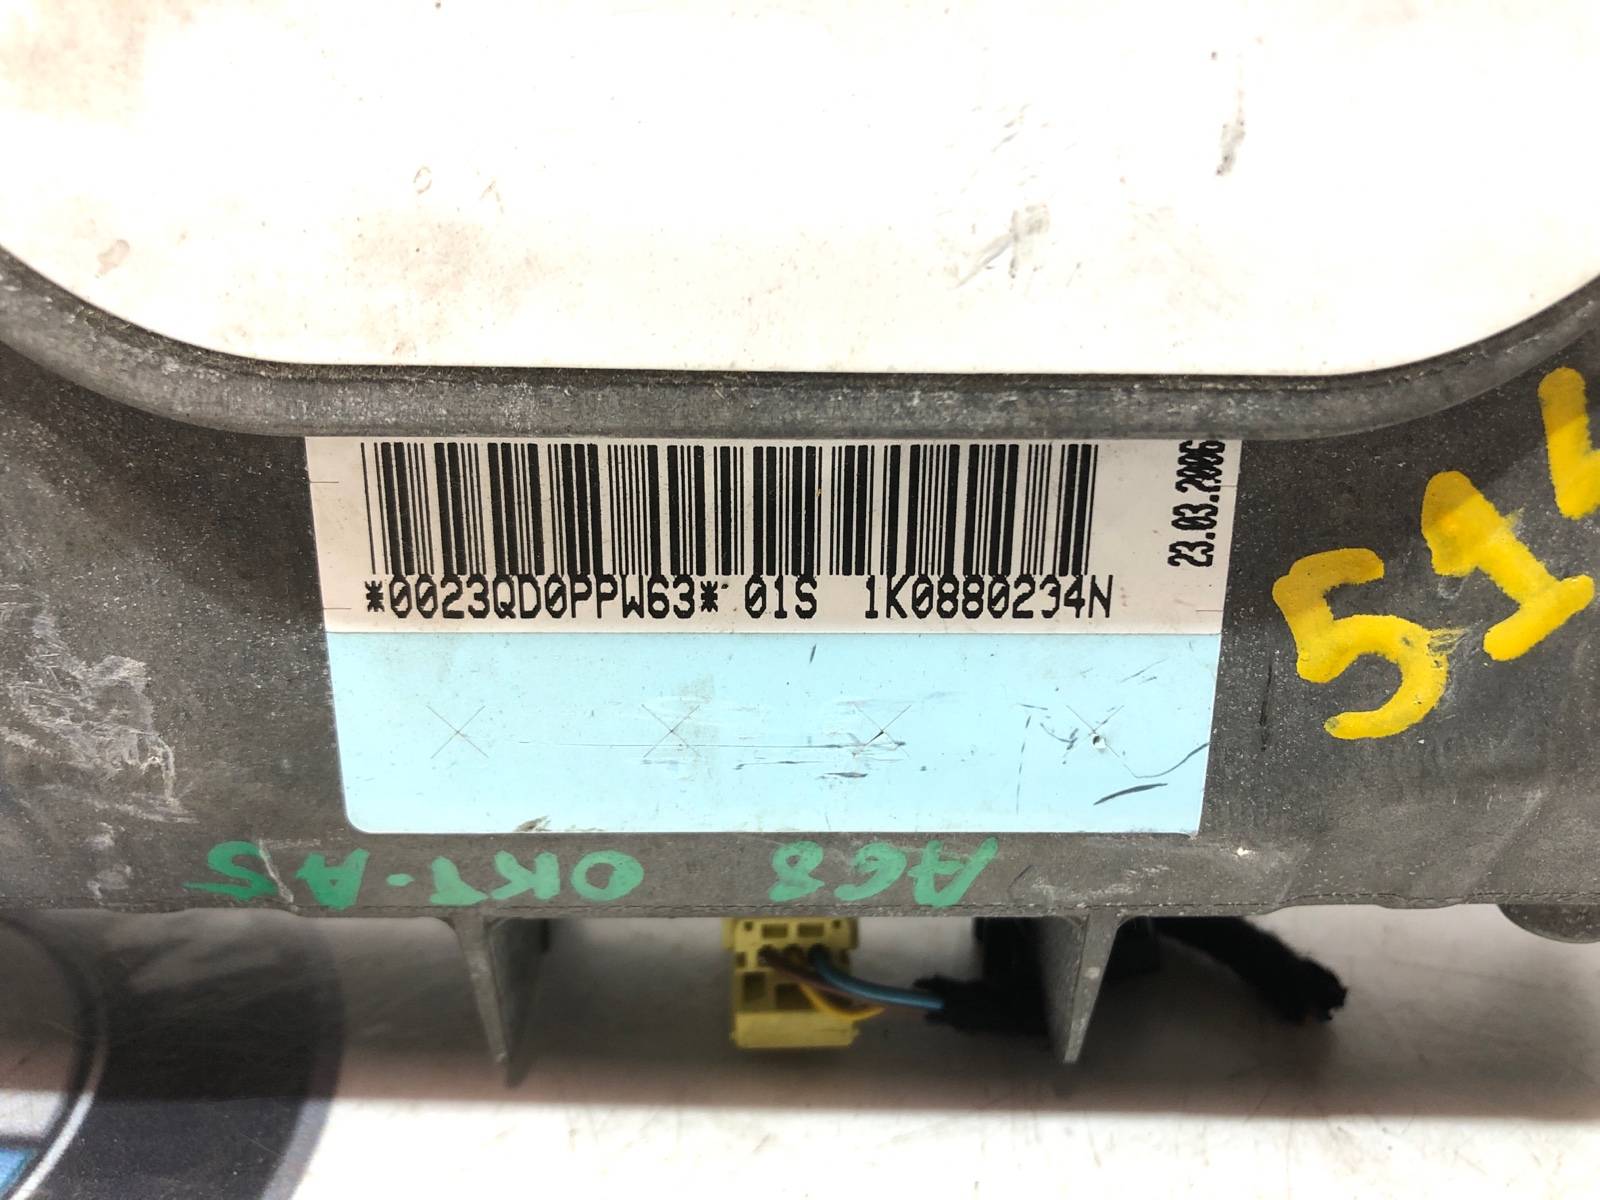 23.03.2006
*0023QD0PPW63* 01S 1K0880234N
51
AG8 OKT-A5